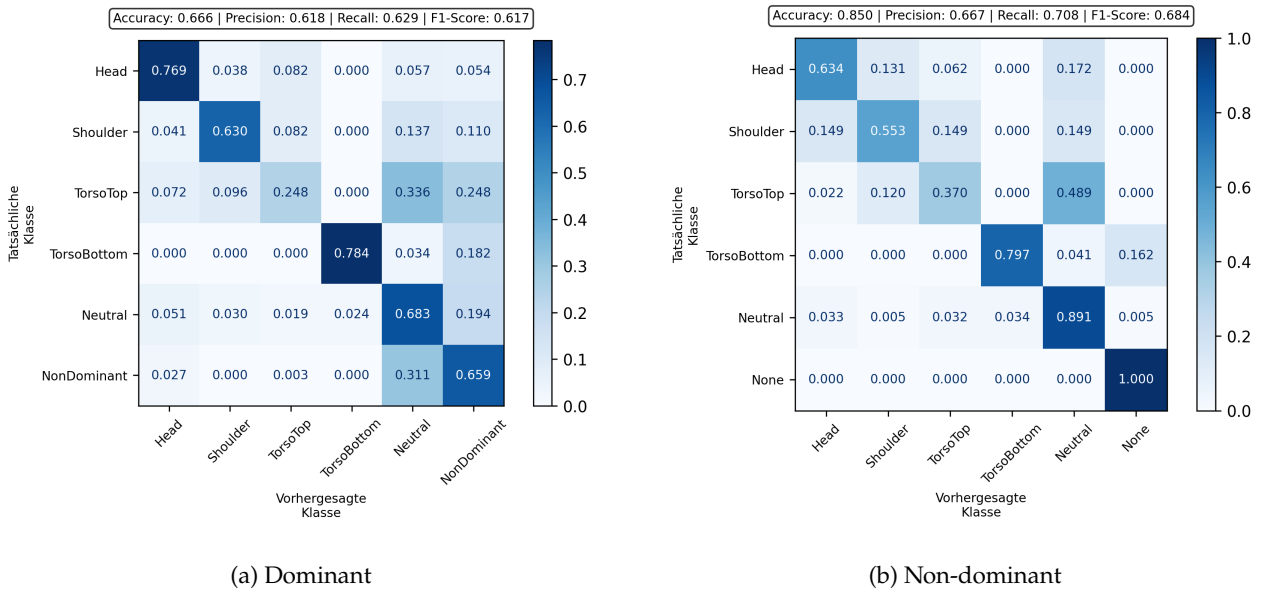 Accuracy: 0.666 | Precision: 0.618 | Recall: 0.629 | F1-Score: 0.617
Tatsächliche
Klasse
Head 0.769 0.038 0.082 0.000 0.057 0.054
Shoulder 0.041 0.630 0.082 0.000 0.137 0.110
TorsoTop 0.072 0.096 0.248 0.000 0.336 0.248
TorsoBottom 0.000 0.000 0.000 0.784 0.034 0.182
Neutral 0.051 0.030 0.019 0.024 0.683 0.194
NonDominant 0.027 0.000 0.003 0.000 0.311 0.659
Head Shoulder TorsoTop TorsoBottom Neutral NonDominant
Vorhergesagte
Klasse
0.7
0.6
0.5
0.4
0.3
0.2
0.1
0.0
(a) Dominant
Accuracy: 0.850 | Precision: 0.667 | Recall: 0.708 | F1-Score: 0.684
Tatsächliche
Klasse
Head 0.634 0.131 0.062 0.000 0.172 0.000
Shoulder 0.149 0.553 0.149 0.000 0.149 0.000
TorsoTop 0.022 0.120 0.370 0.000 0.489 0.000
TorsoBottom 0.000 0.000 0.000 0.797 0.041 0.162
Neutral 0.033 0.005 0.032 0.034 0.891 0.005
None 0.000 0.000 0.000 0.000 0.000 1.000
Head Shoulder TorsoTop TorsoBottom Neutral None
Vorhergesagte
Klasse
1.0
0.8
0.6
0.4
0.2
0.0
(b) Non-dominant